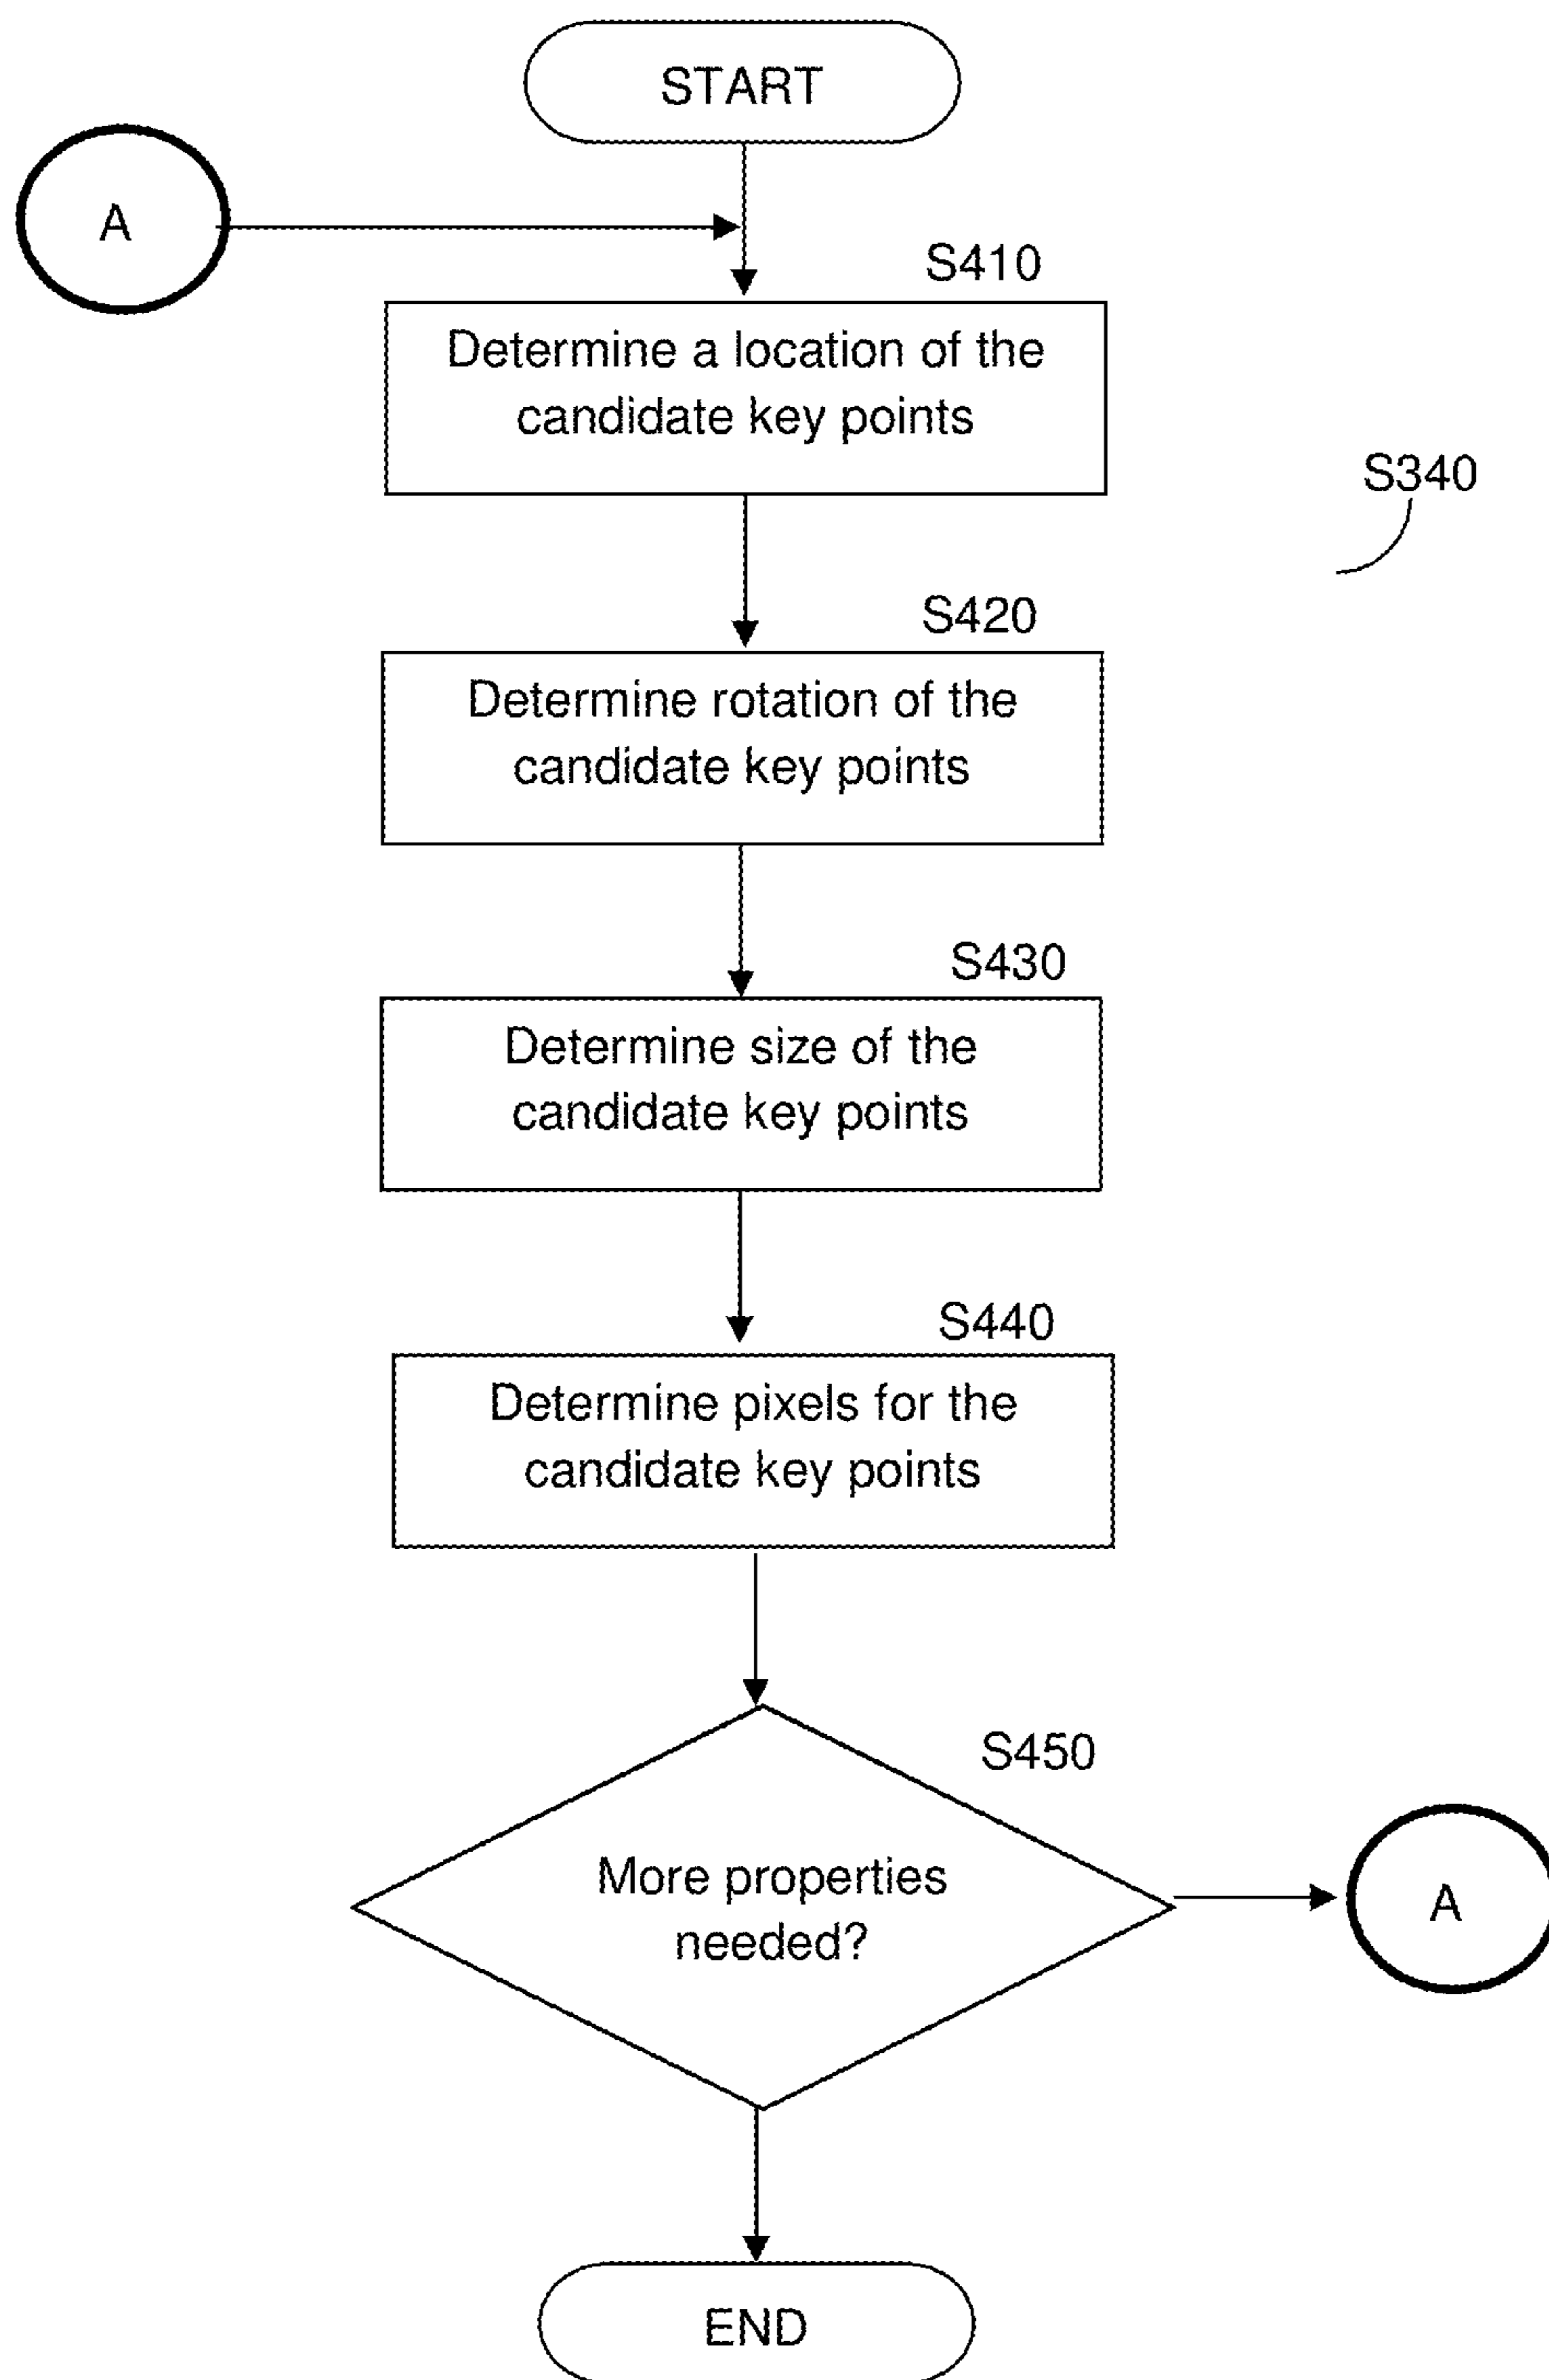 START
A
S410
Determine a location of the
candidate key points
S340
S420
Determine rotation of the
candidate key points
S430
Determine size of the
candidate key points
S440
Determine pixels for the
candidate key points
S450
More properties
needed?
A
END